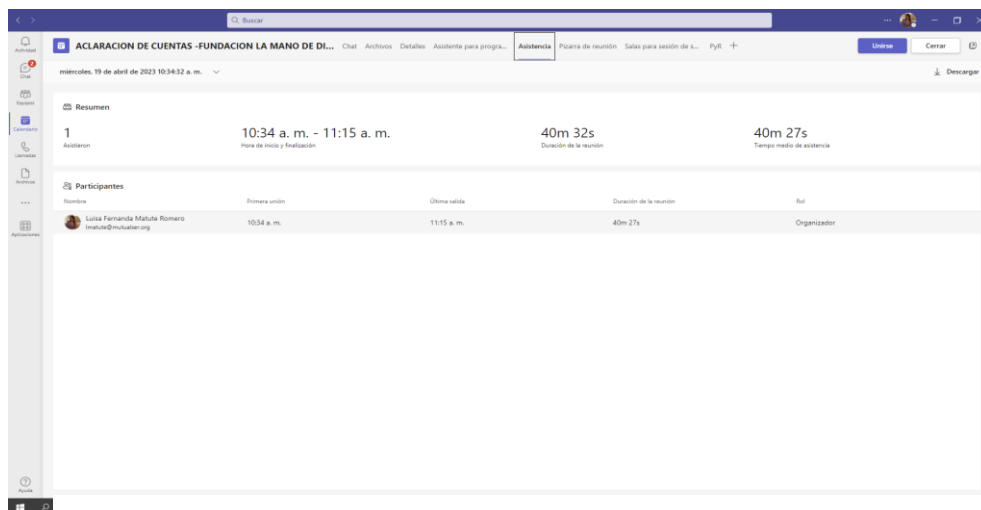 Buscar
Actividad
ACLARACION DE CUENTAS -FUNDACION LA MANO DE DI... Chat Archivos Detalles Asistente para progra... Asistencia Pizarra de reunión Salas para sesión de s... PyR Unirse Cerrar
2
Chat
miércoles, 19 de abril de 2023 10:34:32 a. m. Descargar
Resumen
Calendario
1 10:34 a. m. - 11:15 a. m. 40m 32s 40m 27s
Asistieron Hora de inicio y finalización Duración de la reunión Tiempo medio de asistencia
Llamadas
Archivos
Participantes
Nombre Primera unión Última salida Duración de la reunión Rol
Luisa Fernanda Matute Romero 10:34 a. m. 11:15 a. m. 40m 27s Organizador
lmatute@mutualser.org
Aplicaciones
Ayuda